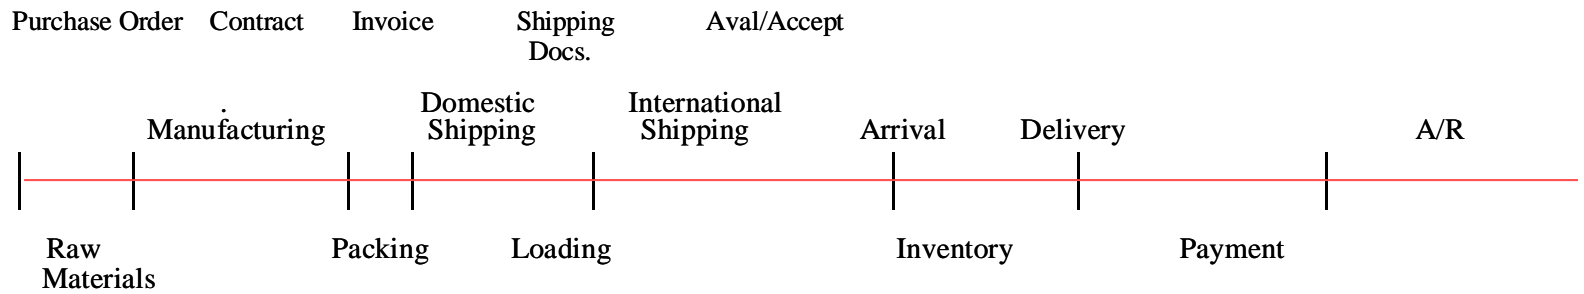 Purchase Order Contract Invoice Shipping Aval/Accept
Docs.
Domestic International
Manufacturing Shipping Shipping Arrival Delivery A/R
Raw Packing Loading Inventory Payment
Materials